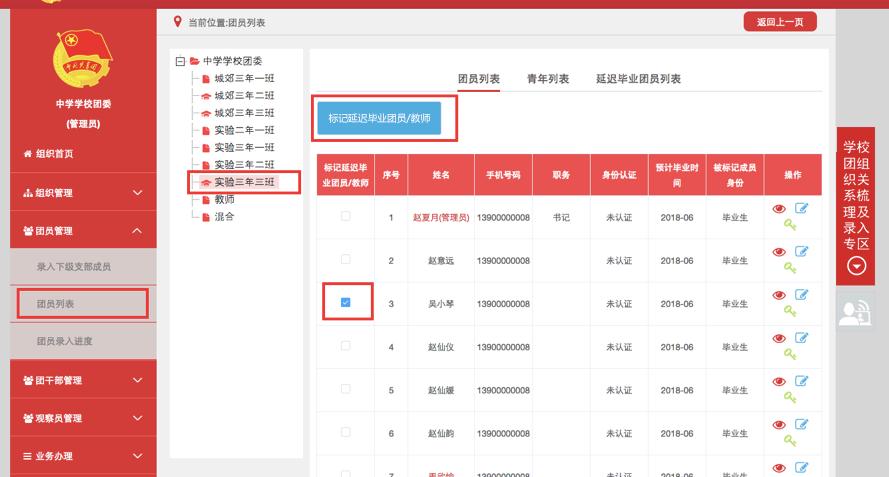 当前位置:团员列表
返回上一页
中学学校团委
(管理员)
组织首页
组织管理
团员管理
录入下级支部成员
团员列表
团员录入进度
团干部管理
观察员管理
业务办理
中学学校团委
城郊三年一班
城郊三年二班
城郊三年三班
实验二年一班
实验三年一班
实验三年二班
实验三年三班
教师
混合
团员列表 青年列表 延迟毕业团员列表
标记延迟毕业团员/教师
标记延迟毕业团员/教师 序号 姓名 手机号码 职务 身份认证 预计毕业时间 被标记成员身份 操作
1 赵夏月(管理员) 13900000008 书记 未认证 2018-06 毕业生
2 赵意远 13900000008 未认证 2018-06 毕业生
3 吴小琴 13900000008 未认证 2018-06 毕业生
4 赵仙仪 13900000008 未认证 2018-06 毕业生
5 赵仙媛 13900000008 未认证 2018-06 毕业生
6 赵仙韵 13900000008 未认证 2018-06 毕业生
7 13900000008 未认证 2018-06 毕业生
学校
团组
织关
系梳
理及
录入
专区